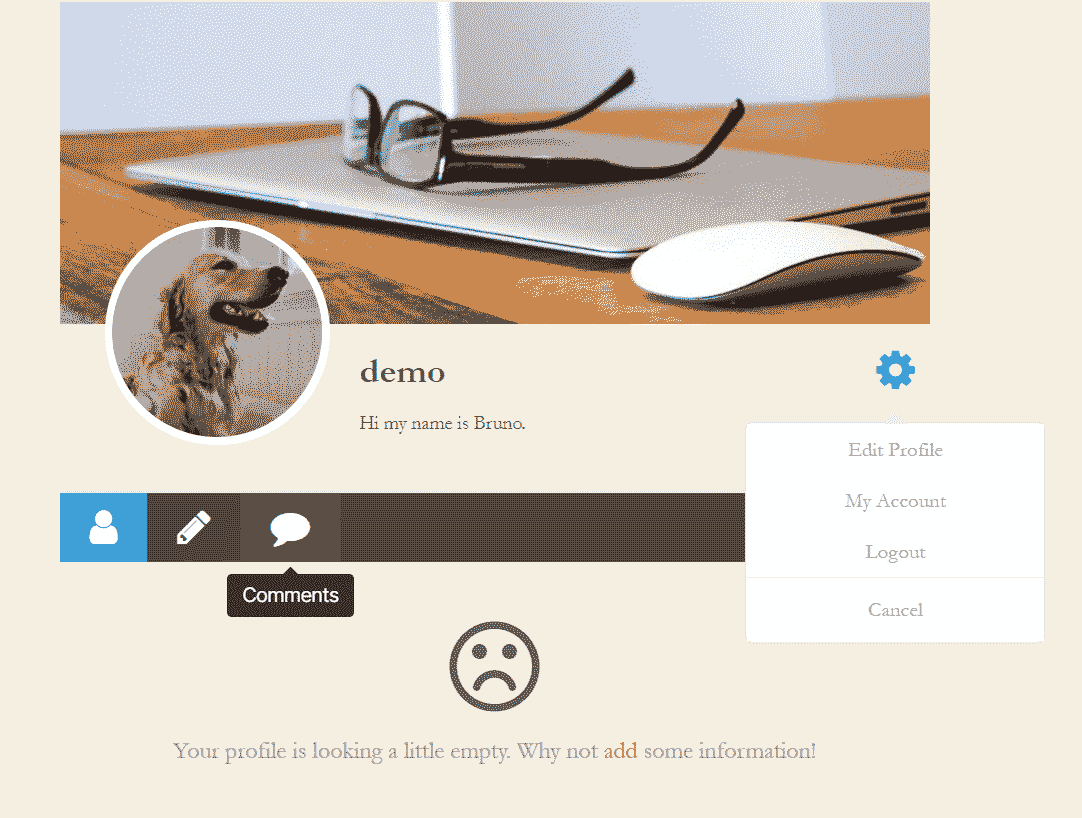 demo
Hi my name is Bruno.
Edit Profile
My Account
Logout
Cancel
Comments
Your profile is looking a little empty. Why not add some information!